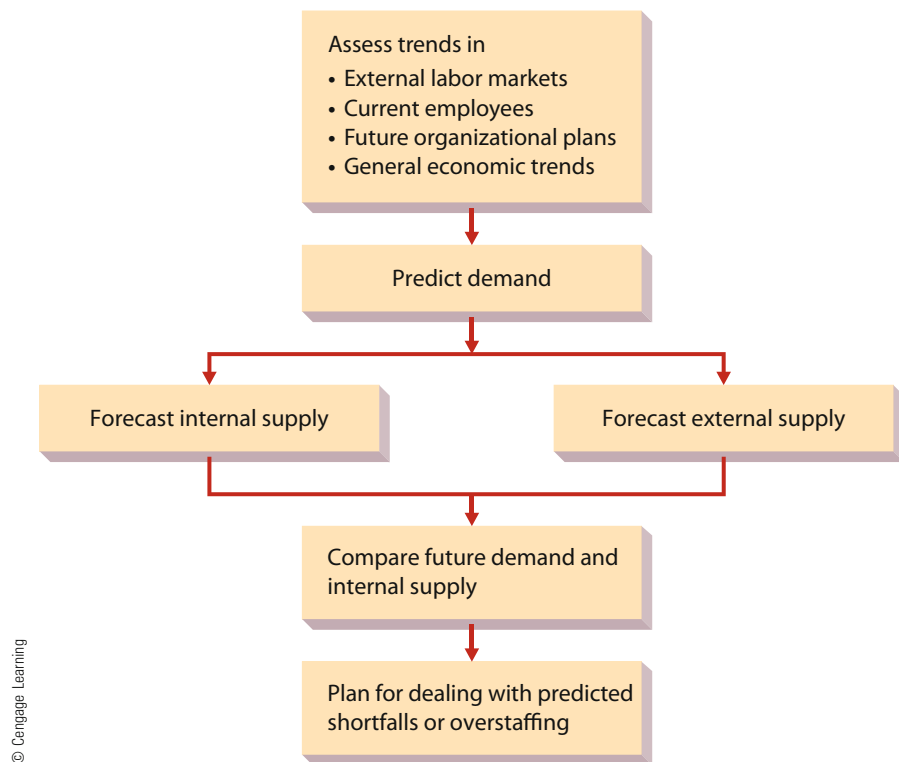 Assess trends in
• External labor markets
• Current employees
• Future organizational plans
• General economic trends
Predict demand
Forecast internal supply
Forecast external supply
Compare future demand and
internal supply
Plan for dealing with predicted
shortfalls or overstaffing
© Cengage Learning